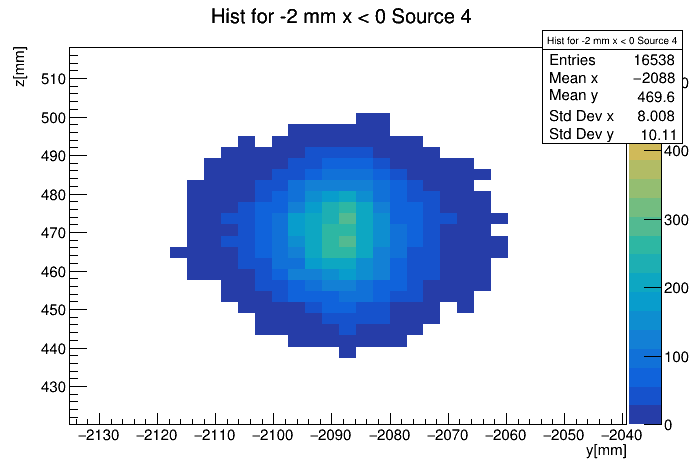 Hist for -2 mm x < 0 Source 4
z[mm]
Hist for -2 mm x < 0 Source 4
Entries 16538
Mean x −2088
Mean y 469.6
Std Dev x 8.008
Std Dev y 10.11
510
500
490
480
470
460
450
440
430
0
400
300
200
100
0
−2130 −2120 −2110 −2100 −2090 −2080 −2070 −2060 −2050 −2040
y[mm]